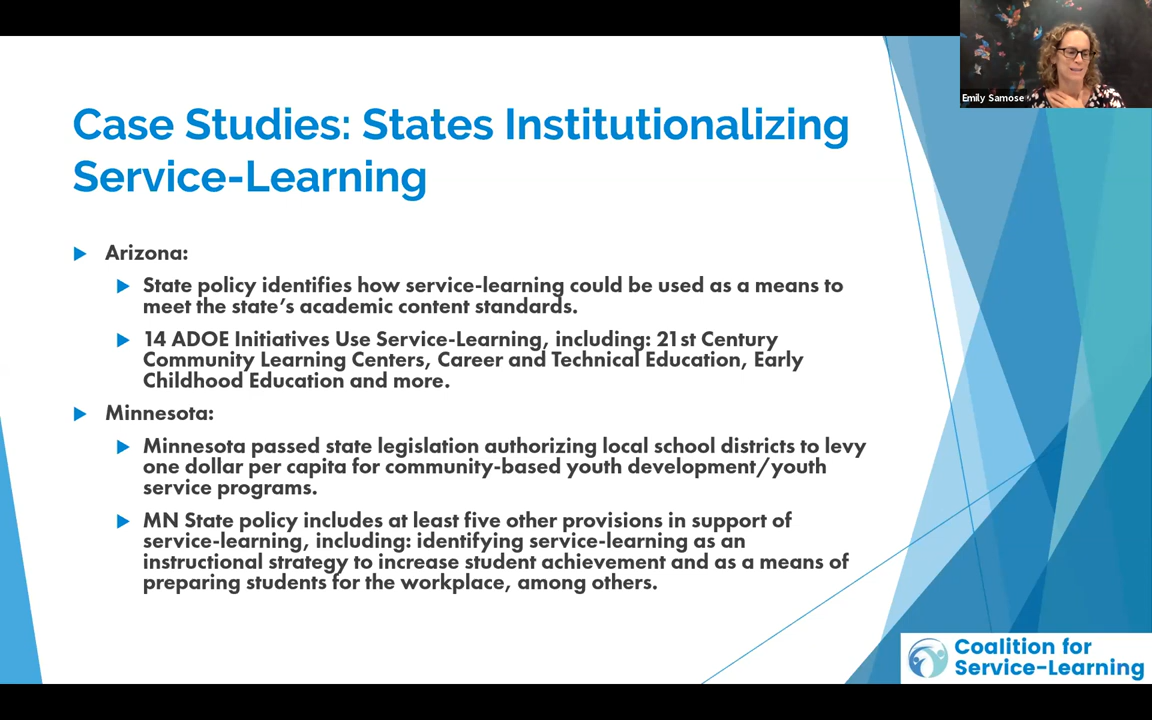 Emily Samose
Case Studies: States Institutionalizing
Service-Learning
Arizona:
State policy identifies how service-learning could be used as a means to
meet the state's academic content standards.
14 ADOE Initiatives Use Service-Learning, including: 21st Century
Community Learning Centers, Career and Technical Education, Early
Childhood Education and more.
Minnesota:
Minnesota passed state legislation authorizing local school districts to levy
one dollar per capita for community-based youth development/youth
service programs.
MN State policy includes at least five other provisions in support of
service-learning, including: identifying service-learning as an
instructional strategy to increase student achievement and as a means of
preparing students for the workplace, among others.
Coalition for
Service-Learning